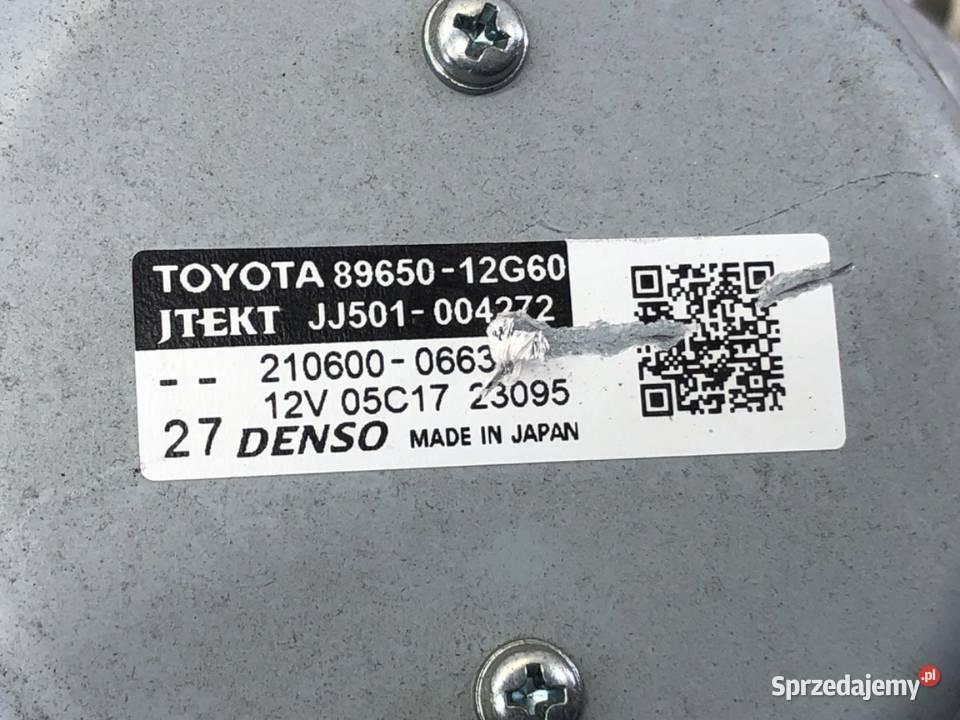 TOYOTA 89650-12G60
JTEKT JJ501-004272
-- 210600-0663
12V 05C17 23095
27 DENSO MADE IN JAPAN
Sprzedajemy.pl